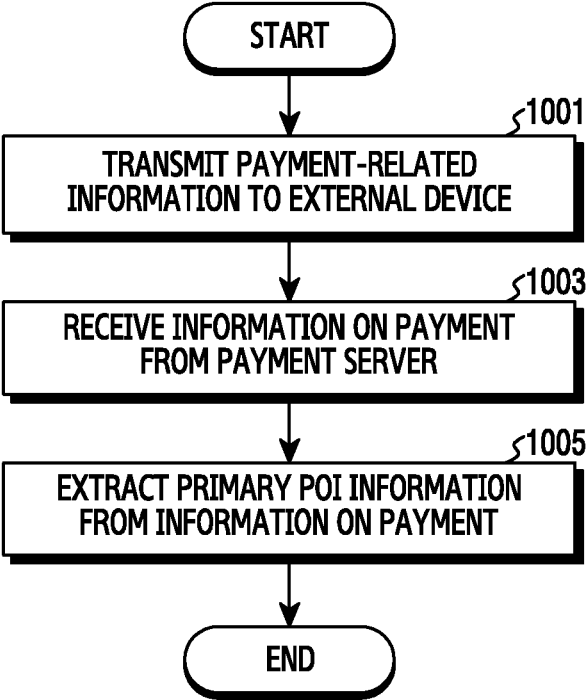 START
1001
TRANSMIT PAYMENT-RELATED
INFORMATION TO EXTERNAL DEVICE
1003
RECEIVE INFORMATION ON PAYMENT
FROM PAYMENT SERVER
1005
EXTRACT PRIMARY POI INFORMATION
FROM INFORMATION ON PAYMENT
END